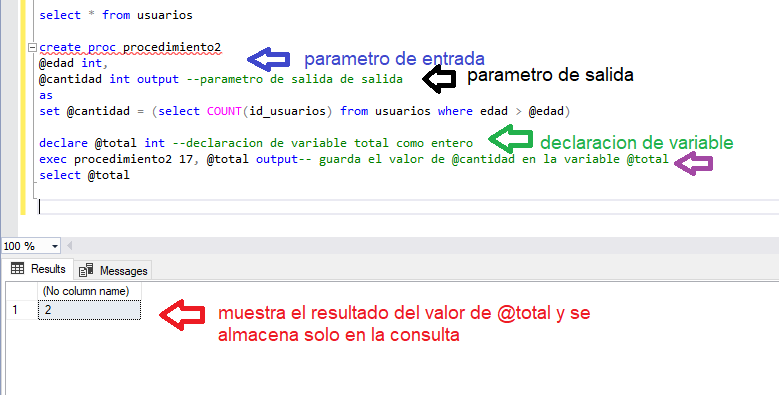 select * from usuarios
create proc procedimiento2
@edad int,
parametro de entrada
@cantidad int output --parametro de salida de salida
parametro de salida
as
set @cantidad = (select COUNT(id_usuarios) from usuarios where edad > @edad)
declare @total int --declaracion de variable total como entero
declaracion de variable
exec procedimiento2 17, @total output-- guarda el valor de @cantidad en la variable @total
select @total
100 %
Results
Messages
(No column name)
1 2
muestra el resultado del valor de @total y se
almacena solo en la consulta